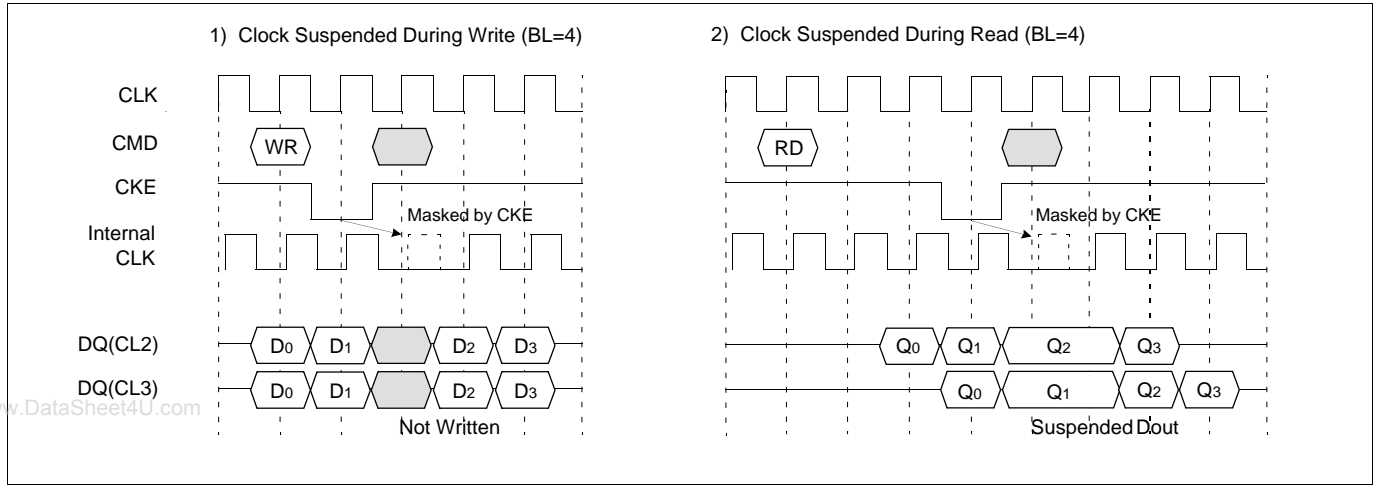 1) Clock Suspended During Write (BL=4)
2) Clock Suspended During Read (BL=4)
CLK
CMD
WR
RD
CKE
Masked by CKE
Masked by CKE
Internal
CLK
DQ(CL2)
D0 D1 D2 D3
Q0 Q1 Q2 Q3
DQ(CL3)
D0 D1 D2 D3
Q0 Q1 Q2 Q3
w.DataSheet4U.com
Not Written
Suspended Dout